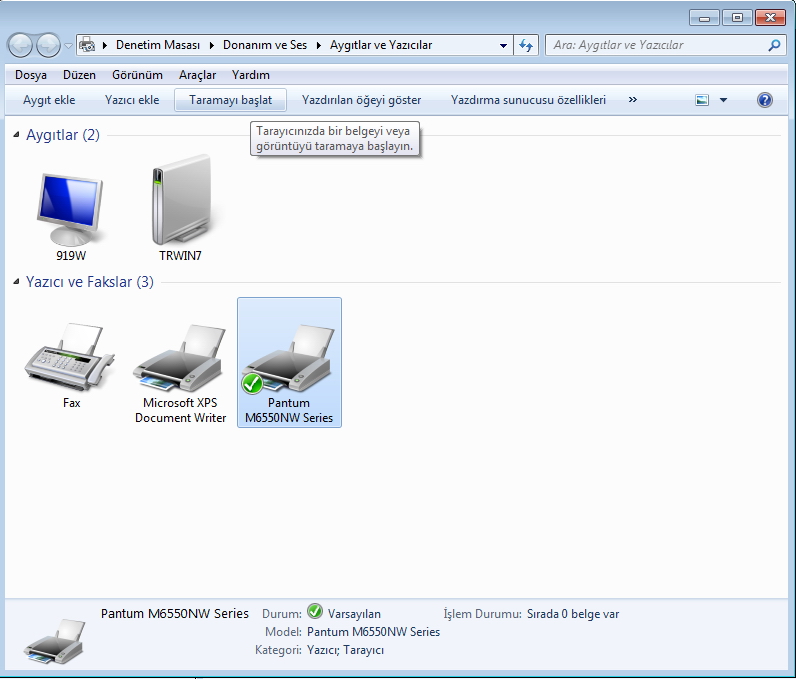 Denetim Masası Donanım ve Ses Aygıtlar ve Yazıcılar Ara: Aygıtlar ve Yazıcılar
Dosya Düzen Görünüm Araçlar Yardım
Aygıt ekle Yazıcı ekle Taramayı başlat Yazdırılan öğeyi göster Yazdırma sunucusu özellikleri »
Aygıtlar (2)
Tarayıcınızda bir belgeyi veya
görüntüyü taramaya başlayın.
919W TRWIN7
Yazıcı ve Fakslar (3)
Fax
Microsoft XPS
Document Writer
Pantum
M6550NW Series
Pantum M6550NW Series Durum: Varsayılan İşlem Durumu: Sırada 0 belge var
Model: Pantum M6550NW Series
Kategori: Yazıcı; Tarayıcı